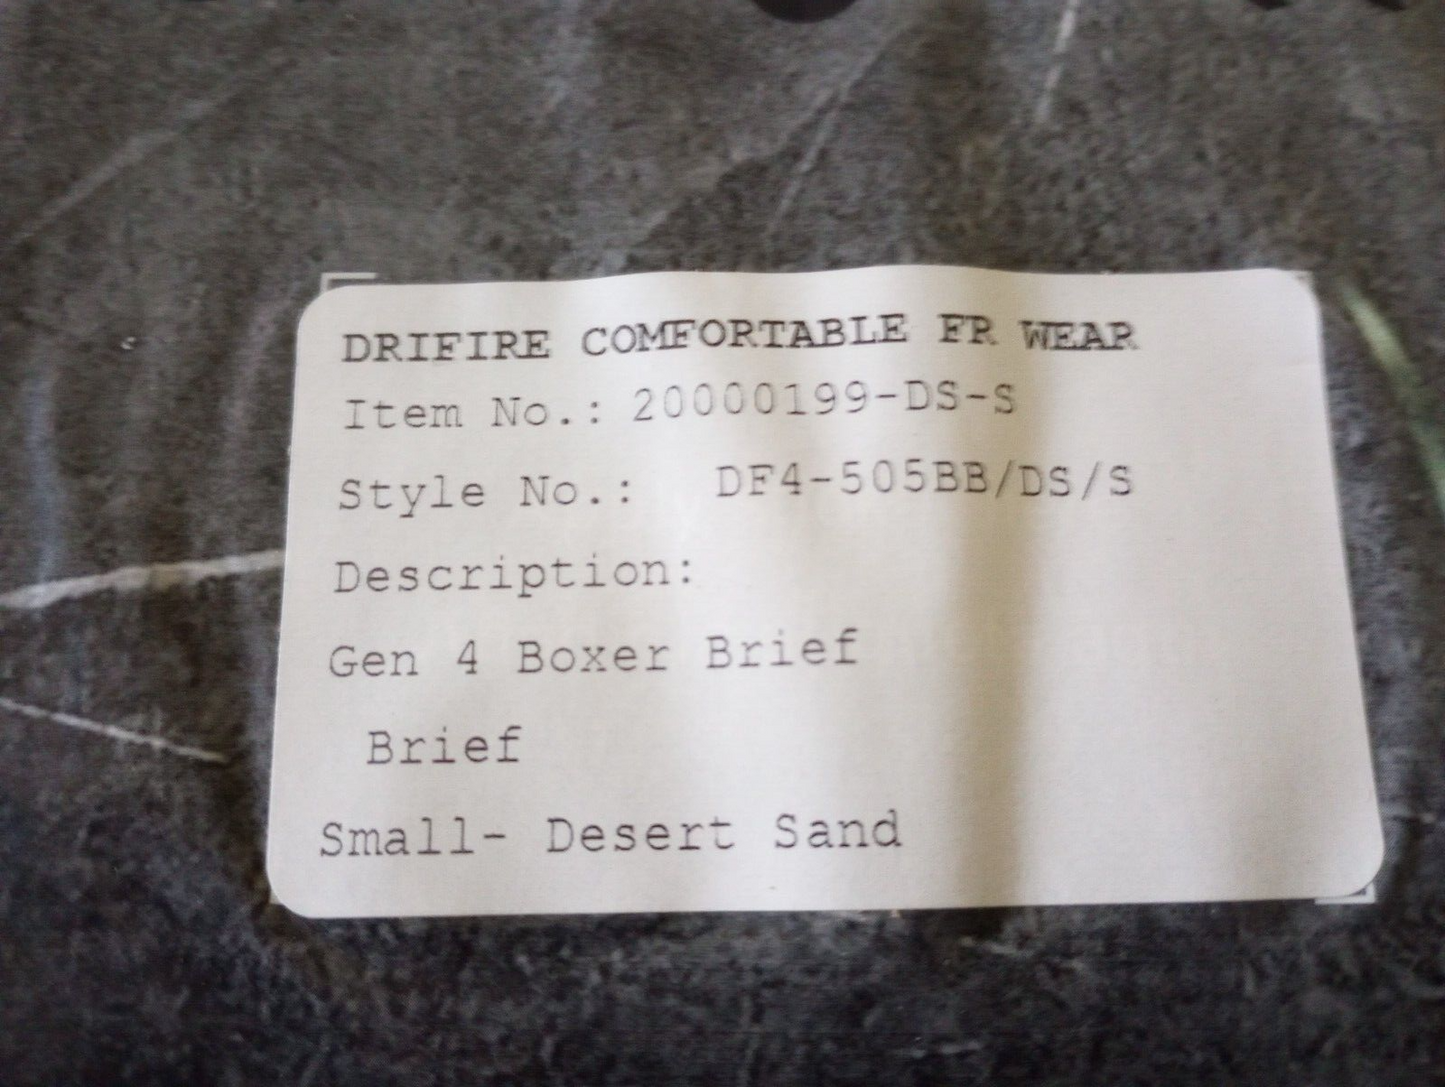 DRIFIRE COMFORTABLE FR WEAR
Item No.: 20000199-DS-S
Style No.: DF4-505BB/DS/S
Description:
Gen 4 Boxer Brief
Brief
Small- Desert Sand